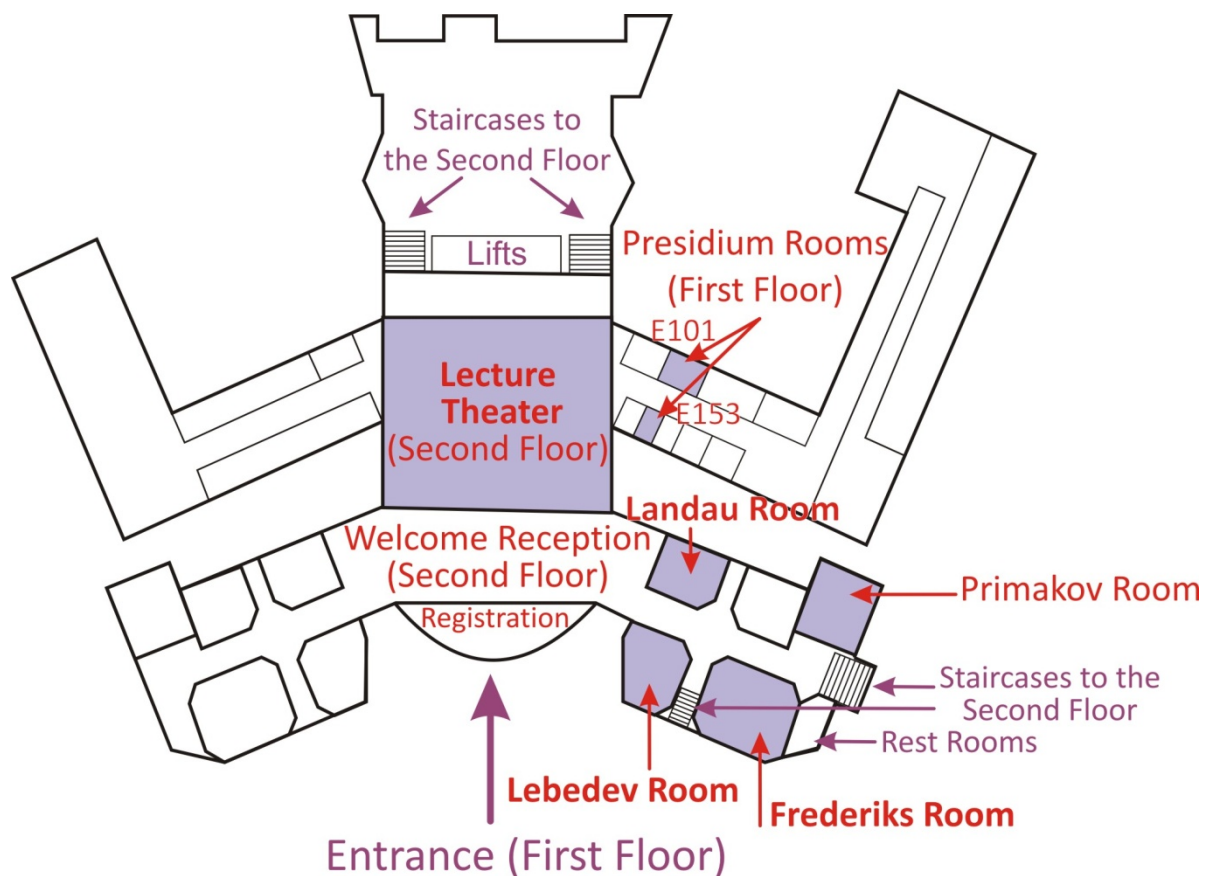 Staircases to
the Second Floor
Lifts
Presidium Rooms
(First Floor)
E101
E153
Lecture
Theater
(Second Floor)
Landau Room
Welcome Reception
(Second Floor)
Registration
Primakov Room
Staircases to the
Second Floor
Rest Rooms
Lebedev Room
Frederiks Room
Entrance (First Floor)